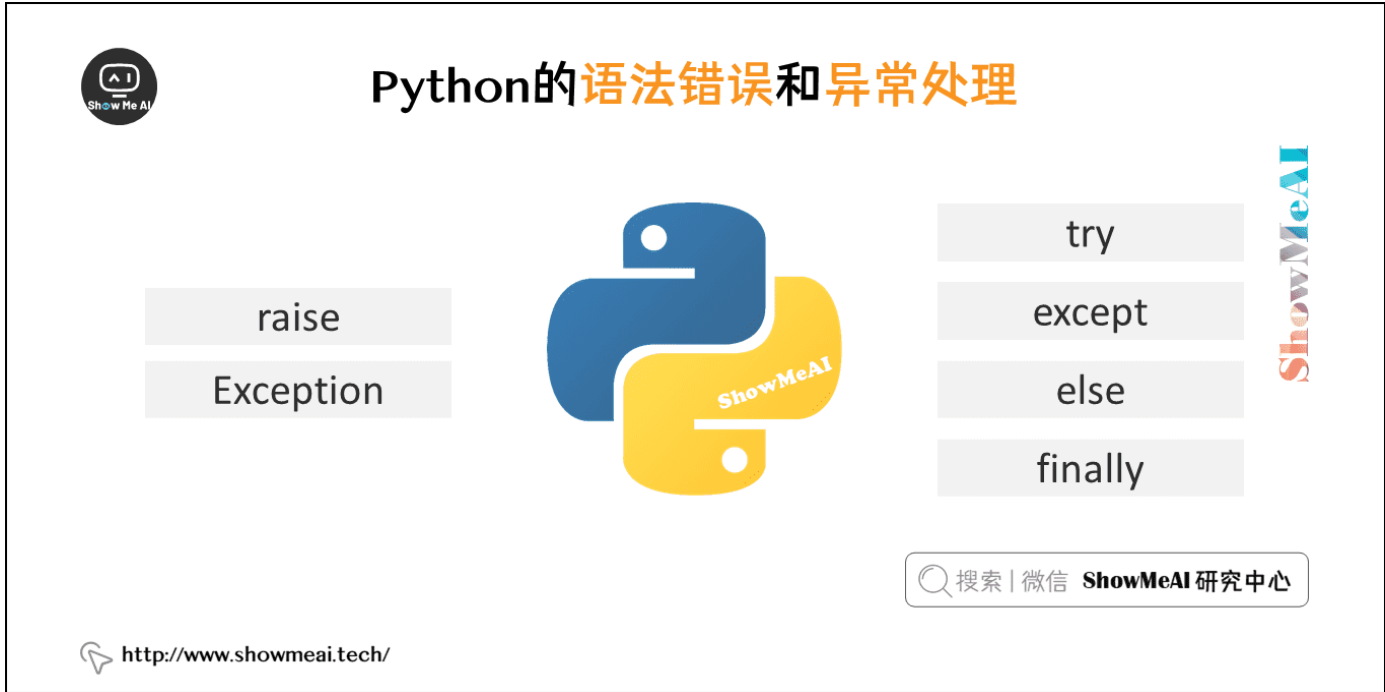 Show Me AI
Python的语法错误和异常处理
raise
Exception
ShowMeAI
try
except
else
finally
ShowMeAI
搜索 | 微信 ShowMeAI 研究中心
http://www.showmeai.tech/